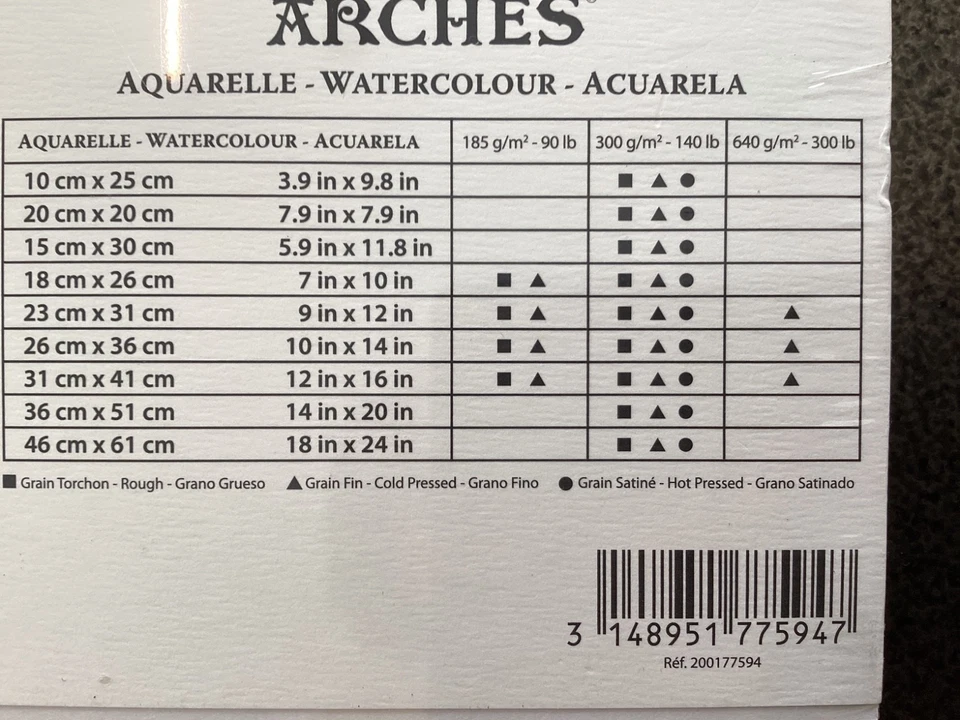 ARCHES®
AQUARELLE - WATERCOLOUR - ACUARELA
AQUARELLE - WATERCOLOUR - ACUARELA 185 g/m² - 90 lb 300 g/m² - 140 lb 640 g/m² - 300 lb
10 cm x 25 cm 3.9 in x 9.8 in ■ ▲ ●
20 cm x 20 cm 7.9 in x 7.9 in ■ ▲ ●
15 cm x 30 cm 5.9 in x 11.8 in ■ ▲ ●
18 cm x 26 cm 7 in x 10 in ■ ▲ ■ ▲ ●
23 cm x 31 cm 9 in x 12 in ■ ▲ ■ ▲ ● ▲
26 cm x 36 cm 10 in x 14 in ■ ▲ ■ ▲ ● ▲
31 cm x 41 cm 12 in x 16 in ■ ▲ ■ ▲ ● ▲
36 cm x 51 cm 14 in x 20 in ■ ▲ ●
46 cm x 61 cm 18 in x 24 in ■ ▲ ●
■ Grain Torchon - Rough - Grano Grueso ▲ Grain Fin - Cold Pressed - Grano Fino ● Grain Satiné - Hot Pressed - Grano Satinado
3 148951 775947
Réf. 200177594